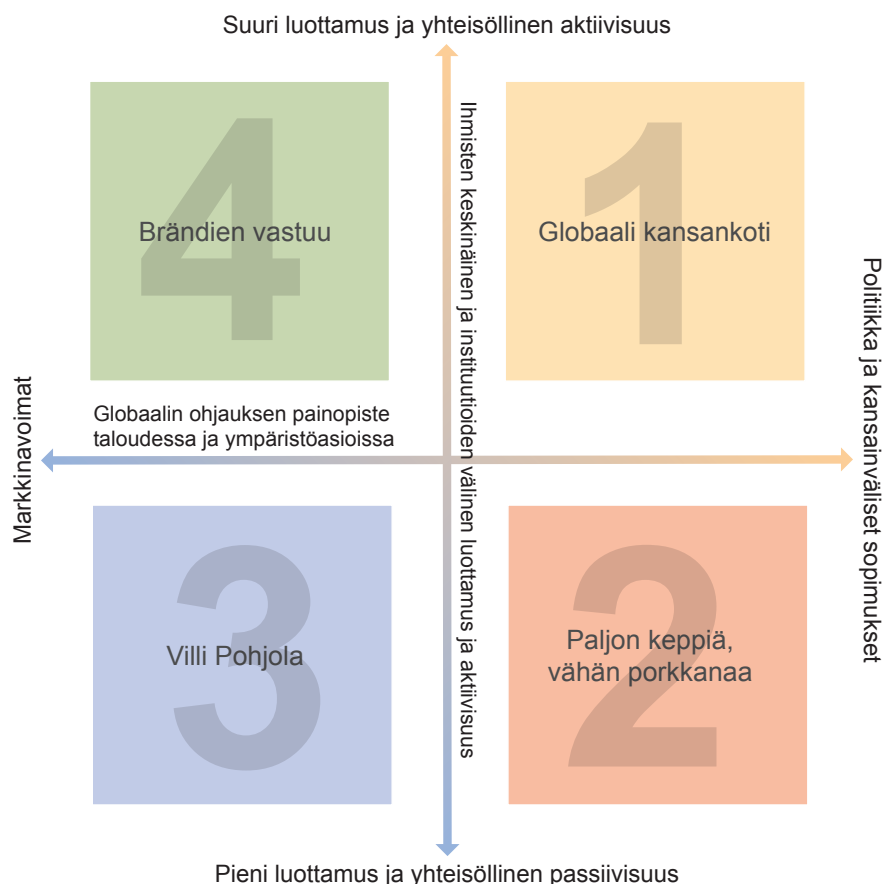 Suuri luottamus ja yhteisöllinen aktiivisuus
4
Brändien vastuu
1
Globaali kansankoti
Ihmisten keskinäinen ja instituutioiden välinen luottamus ja aktiivisuus
Globaalin ohjauksen painopiste
taloudessa ja ympäristöasioissa
Markkinavoimat
Politiikka ja kansainväliset sopimukset
3
Villi Pohjola
2
Paljon keppiä,
vähän porkkanaa
Pieni luottamus ja yhteisöllinen passiivisuus